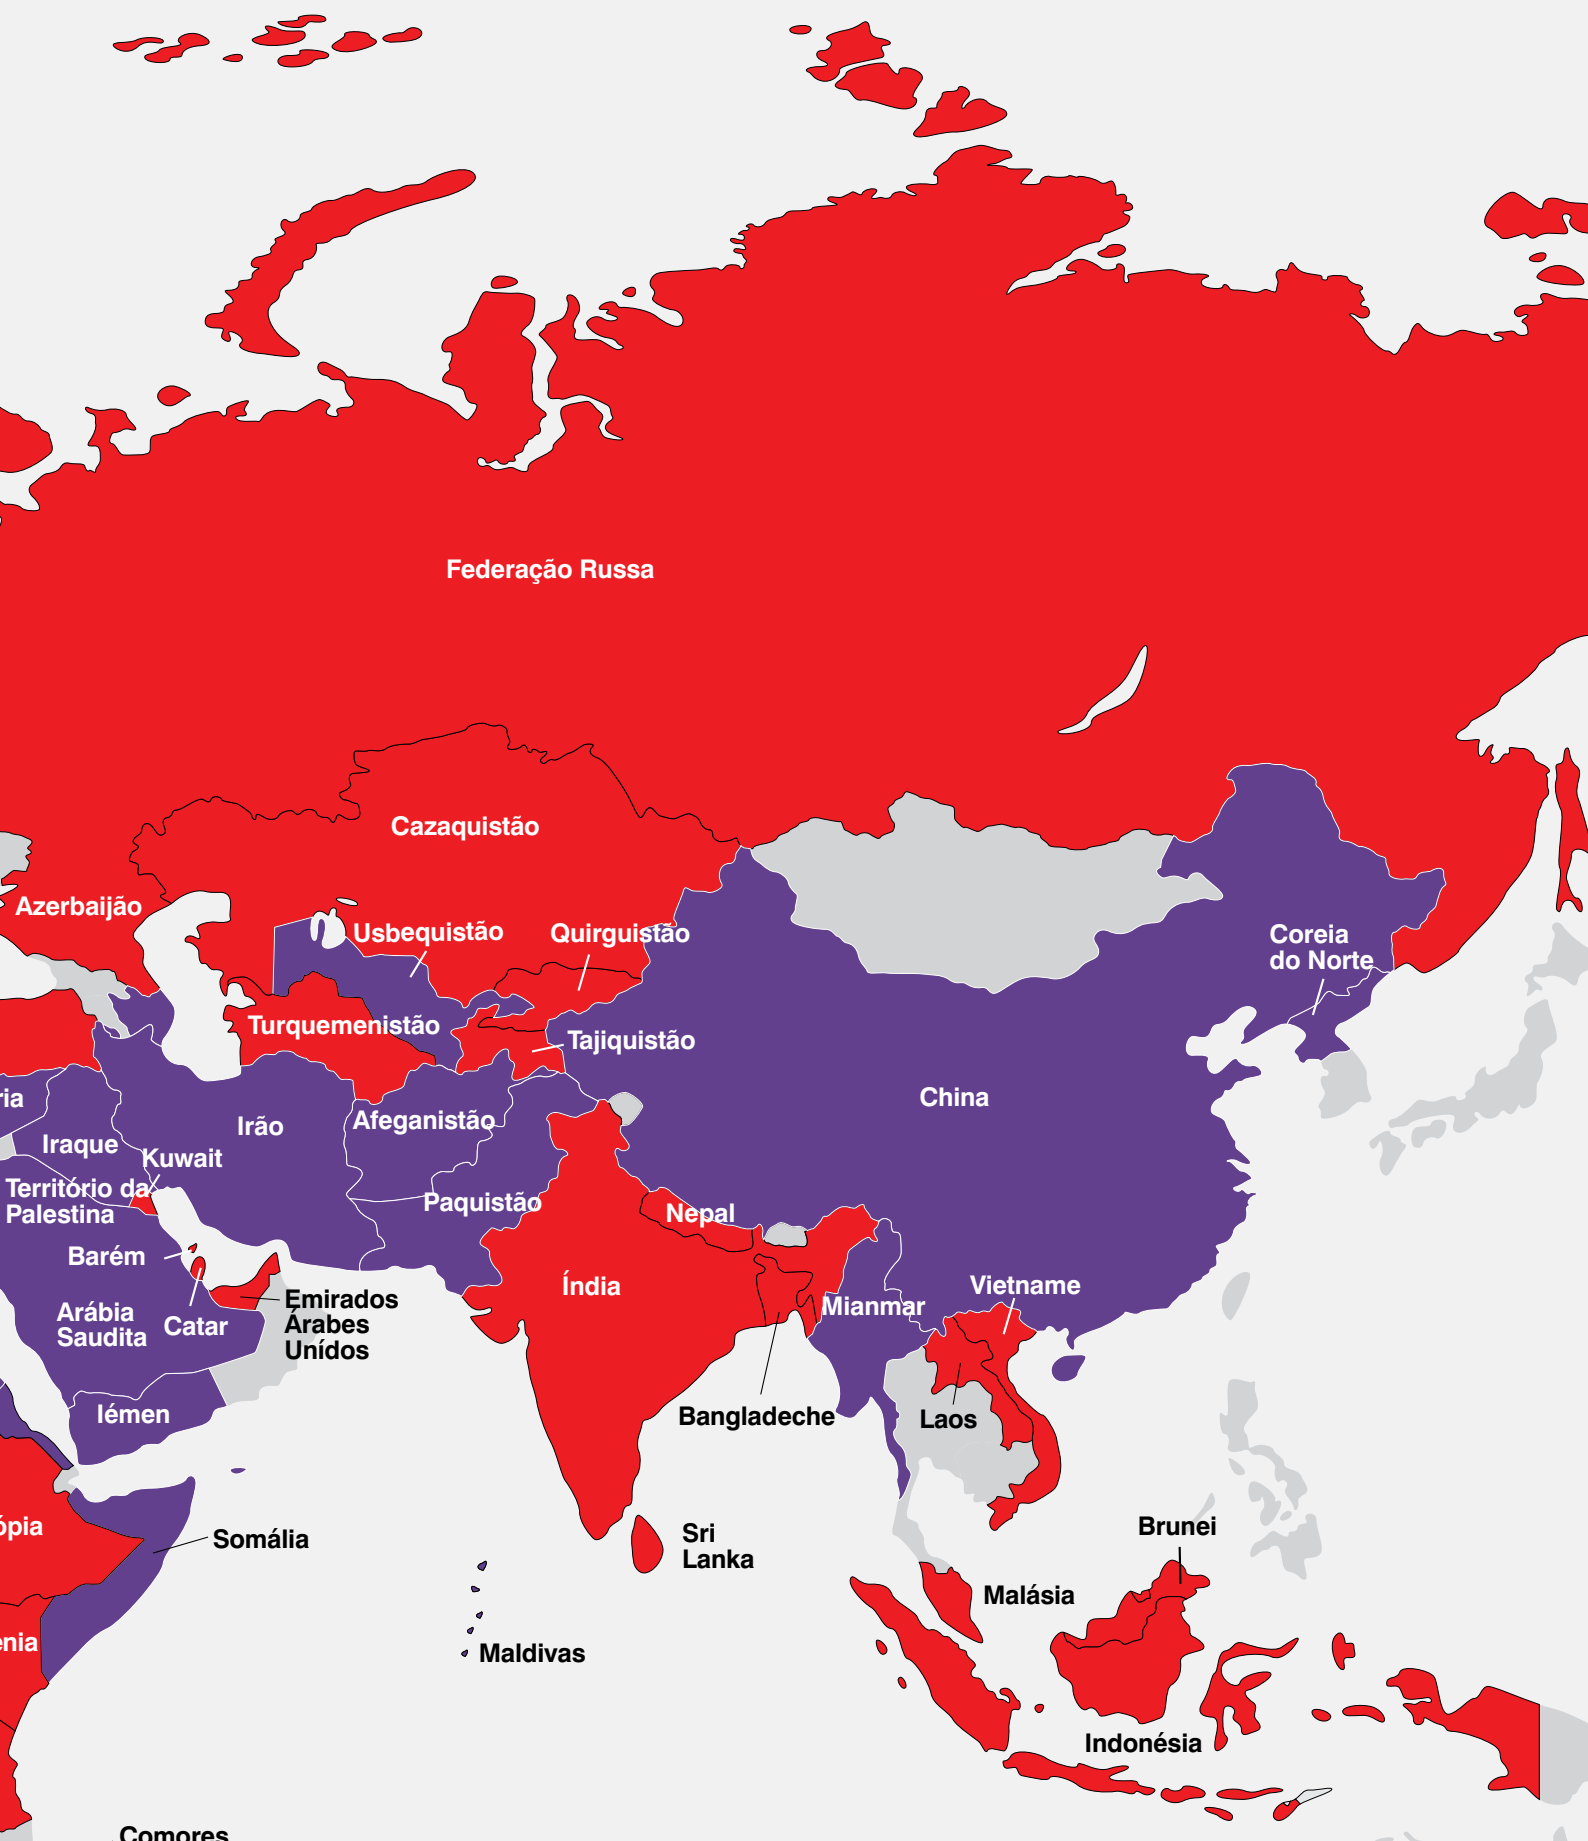 Federação Russa
Cazaquistão
Azerbaijão
Usbequistão
Quirguistão
Coreia
do Norte
Turquemenistão
Tajiquistão
China
ria
Irão
Afeganistão
Iraque
Kuwait
Território da
Palestina
Paquistão
Nepal
Barém
Índia
Vietname
Emirados
Árabes
Unídos
Arábia
Saudita
Catar
Mianmar
Iémen
Bangladeche
Laos
ópia
Somália
Sri
Lanka
Brunei
Malásia
enia
Maldivas
Indonésia
Comores